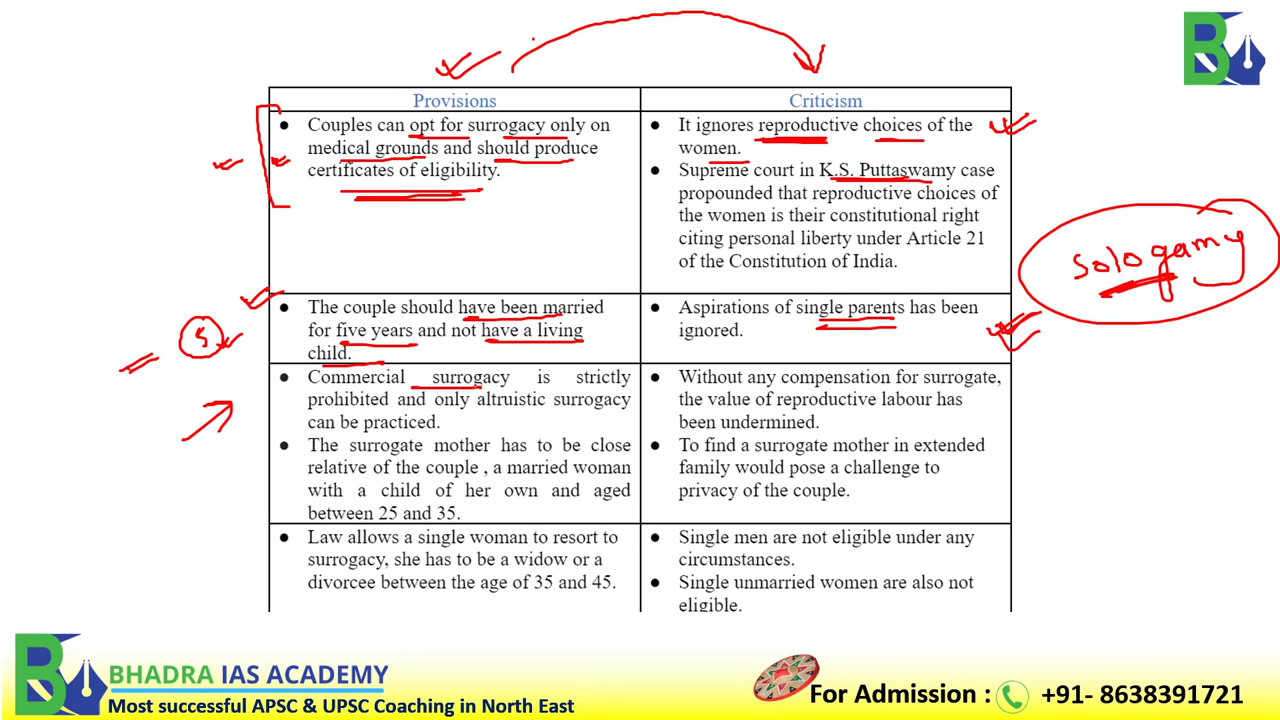 Provisions
Criticism
● Couples can opt for surrogacy only on
medical grounds and should produce
certificates of eligibility.
● It ignores reproductive choices of the
women.
● Supreme court in K.S. Puttaswamy case
propounded that reproductive choices of
the women is their constitutional right
citing personal liberty under Article 21
of the Constitution of India.
Sologamy
● The couple should have been married
for five years and not have a living
child.
5
● Aspirations of single parents has been
ignored.
● Commercial surrogacy is strictly
prohibited and only altruistic surrogacy
can be practiced.
● The surrogate mother has to be close
relative of the couple , a married woman
with a child of her own and aged
between 25 and 35.
● Without any compensation for surrogate,
the value of reproductive labour has
been undermined.
● To find a surrogate mother in extended
family would pose a challenge to
privacy of the couple.
● Law allows a single woman to resort to
surrogacy, she has to be a widow or a
divorcee between the age of 35 and 45.
● Single men are not eligible under any
circumstances.
● Single unmarried women are also not
eligible.
BHADRA IAS ACADEMY
Most successful APSC & UPSC Coaching in North East
For Admission : +91- 8638391721